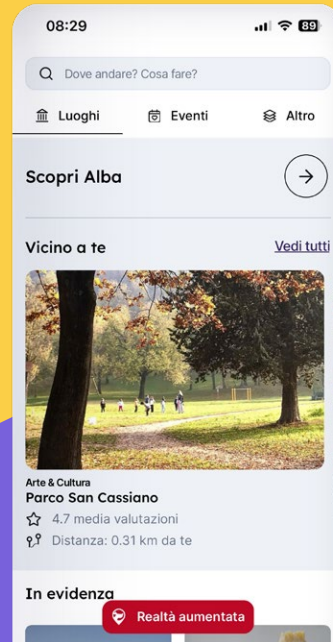 08:29
89
Dove andare? Cosa fare?
Luoghi
Eventi
Altro
Scopri Alba
Vicino a te
Vedi tutti
Arte & Cultura
Parco San Cassiano
4.7 media valutazioni
Distanza: 0.31 km da te
In evidenza
Realtà aumentata